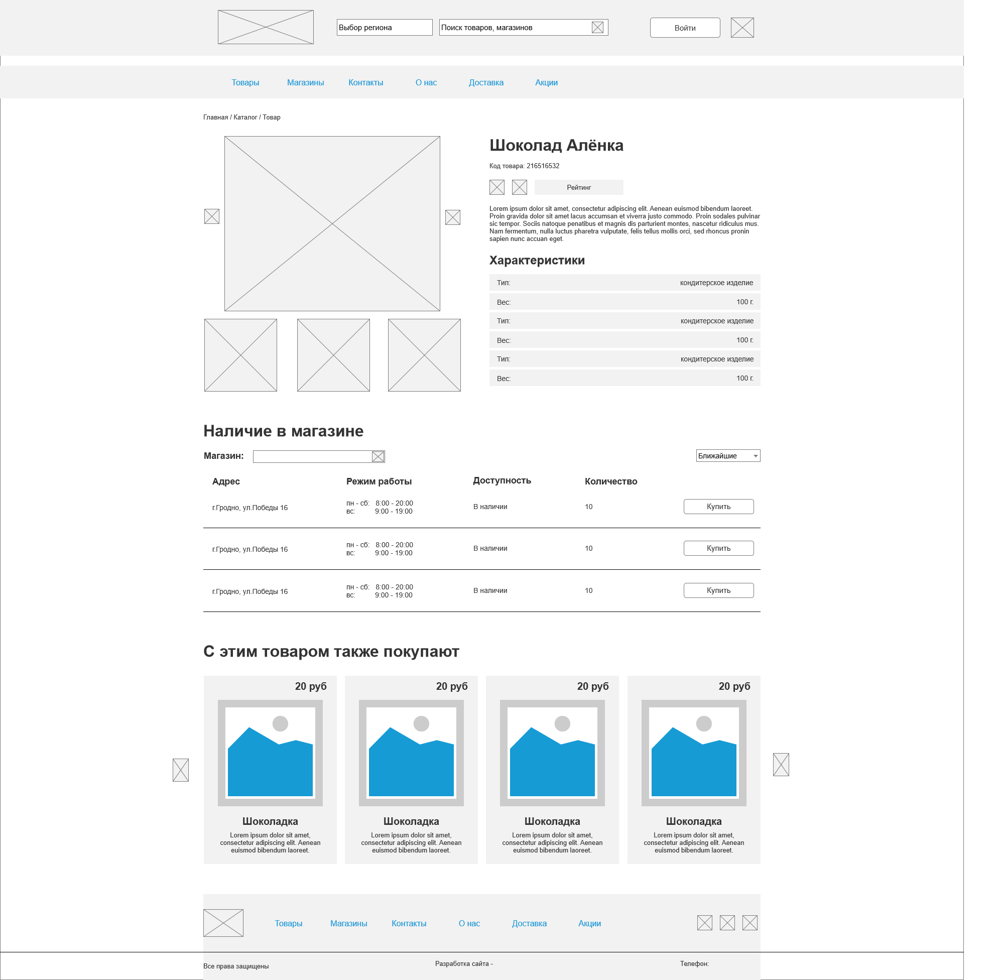 Выбор региона
Поиск товаров, магазинов
Войти
Товары Магазины Контакты О нас Доставка Акции
Главная / Каталог / Товар
Шоколад Алёнка
Код товара: 216516532
Рейтинг
Lorem ipsum dolor sit amet, consectetur adipiscing elit. Aenean euismod bibendum laoreet.
Proin gravida dolor sit amet lacus accumsan et viverra justo commodo. Proin sodales pulvinar
sic tempor. Sociis natoque penatibus et magnis dis parturient montes, nascetur ridiculus mus.
Nam fermentum, nulla luctus pharetra vulputate, felis tellus mollis orci, sed rhoncus pronin
sapien nunc accuan eget.
Характеристики
Тип: кондитерское изделие
Вес: 100 г.
Тип: кондитерское изделие
Вес: 100 г.
Тип: кондитерское изделие
Вес: 100 г.
Наличие в магазине
Магазин:
Ближайшие
Адрес Режим работы Доступность Количество
г.Гродно, ул.Победы 16
пн - сб: 8:00 - 20:00
вс: 9:00 - 19:00
В наличии
10
Купить
г.Гродно, ул.Победы 16
пн - сб: 8:00 - 20:00
вс: 9:00 - 19:00
В наличии
10
Купить
г.Гродно, ул.Победы 16
пн - сб: 8:00 - 20:00
вс: 9:00 - 19:00
В наличии
10
Купить
С этим товаром также покупают
20 руб
Шоколадка
Lorem ipsum dolor sit amet,
consectetur adipiscing elit. Aenean
euismod bibendum laoreet.
20 руб
Шоколадка
Lorem ipsum dolor sit amet,
consectetur adipiscing elit. Aenean
euismod bibendum laoreet.
20 руб
Шоколадка
Lorem ipsum dolor sit amet,
consectetur adipiscing elit. Aenean
euismod bibendum laoreet.
20 руб
Шоколадка
Lorem ipsum dolor sit amet,
consectetur adipiscing elit. Aenean
euismod bibendum laoreet.
Товары Магазины Контакты О нас Доставка Акции
Все права защищены
Разработка сайта -
Телефон: